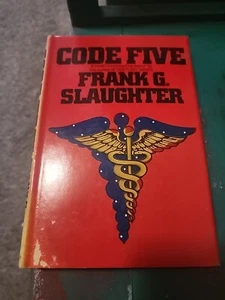 CODE FIVE
FRANK G.
SLAUGHTER